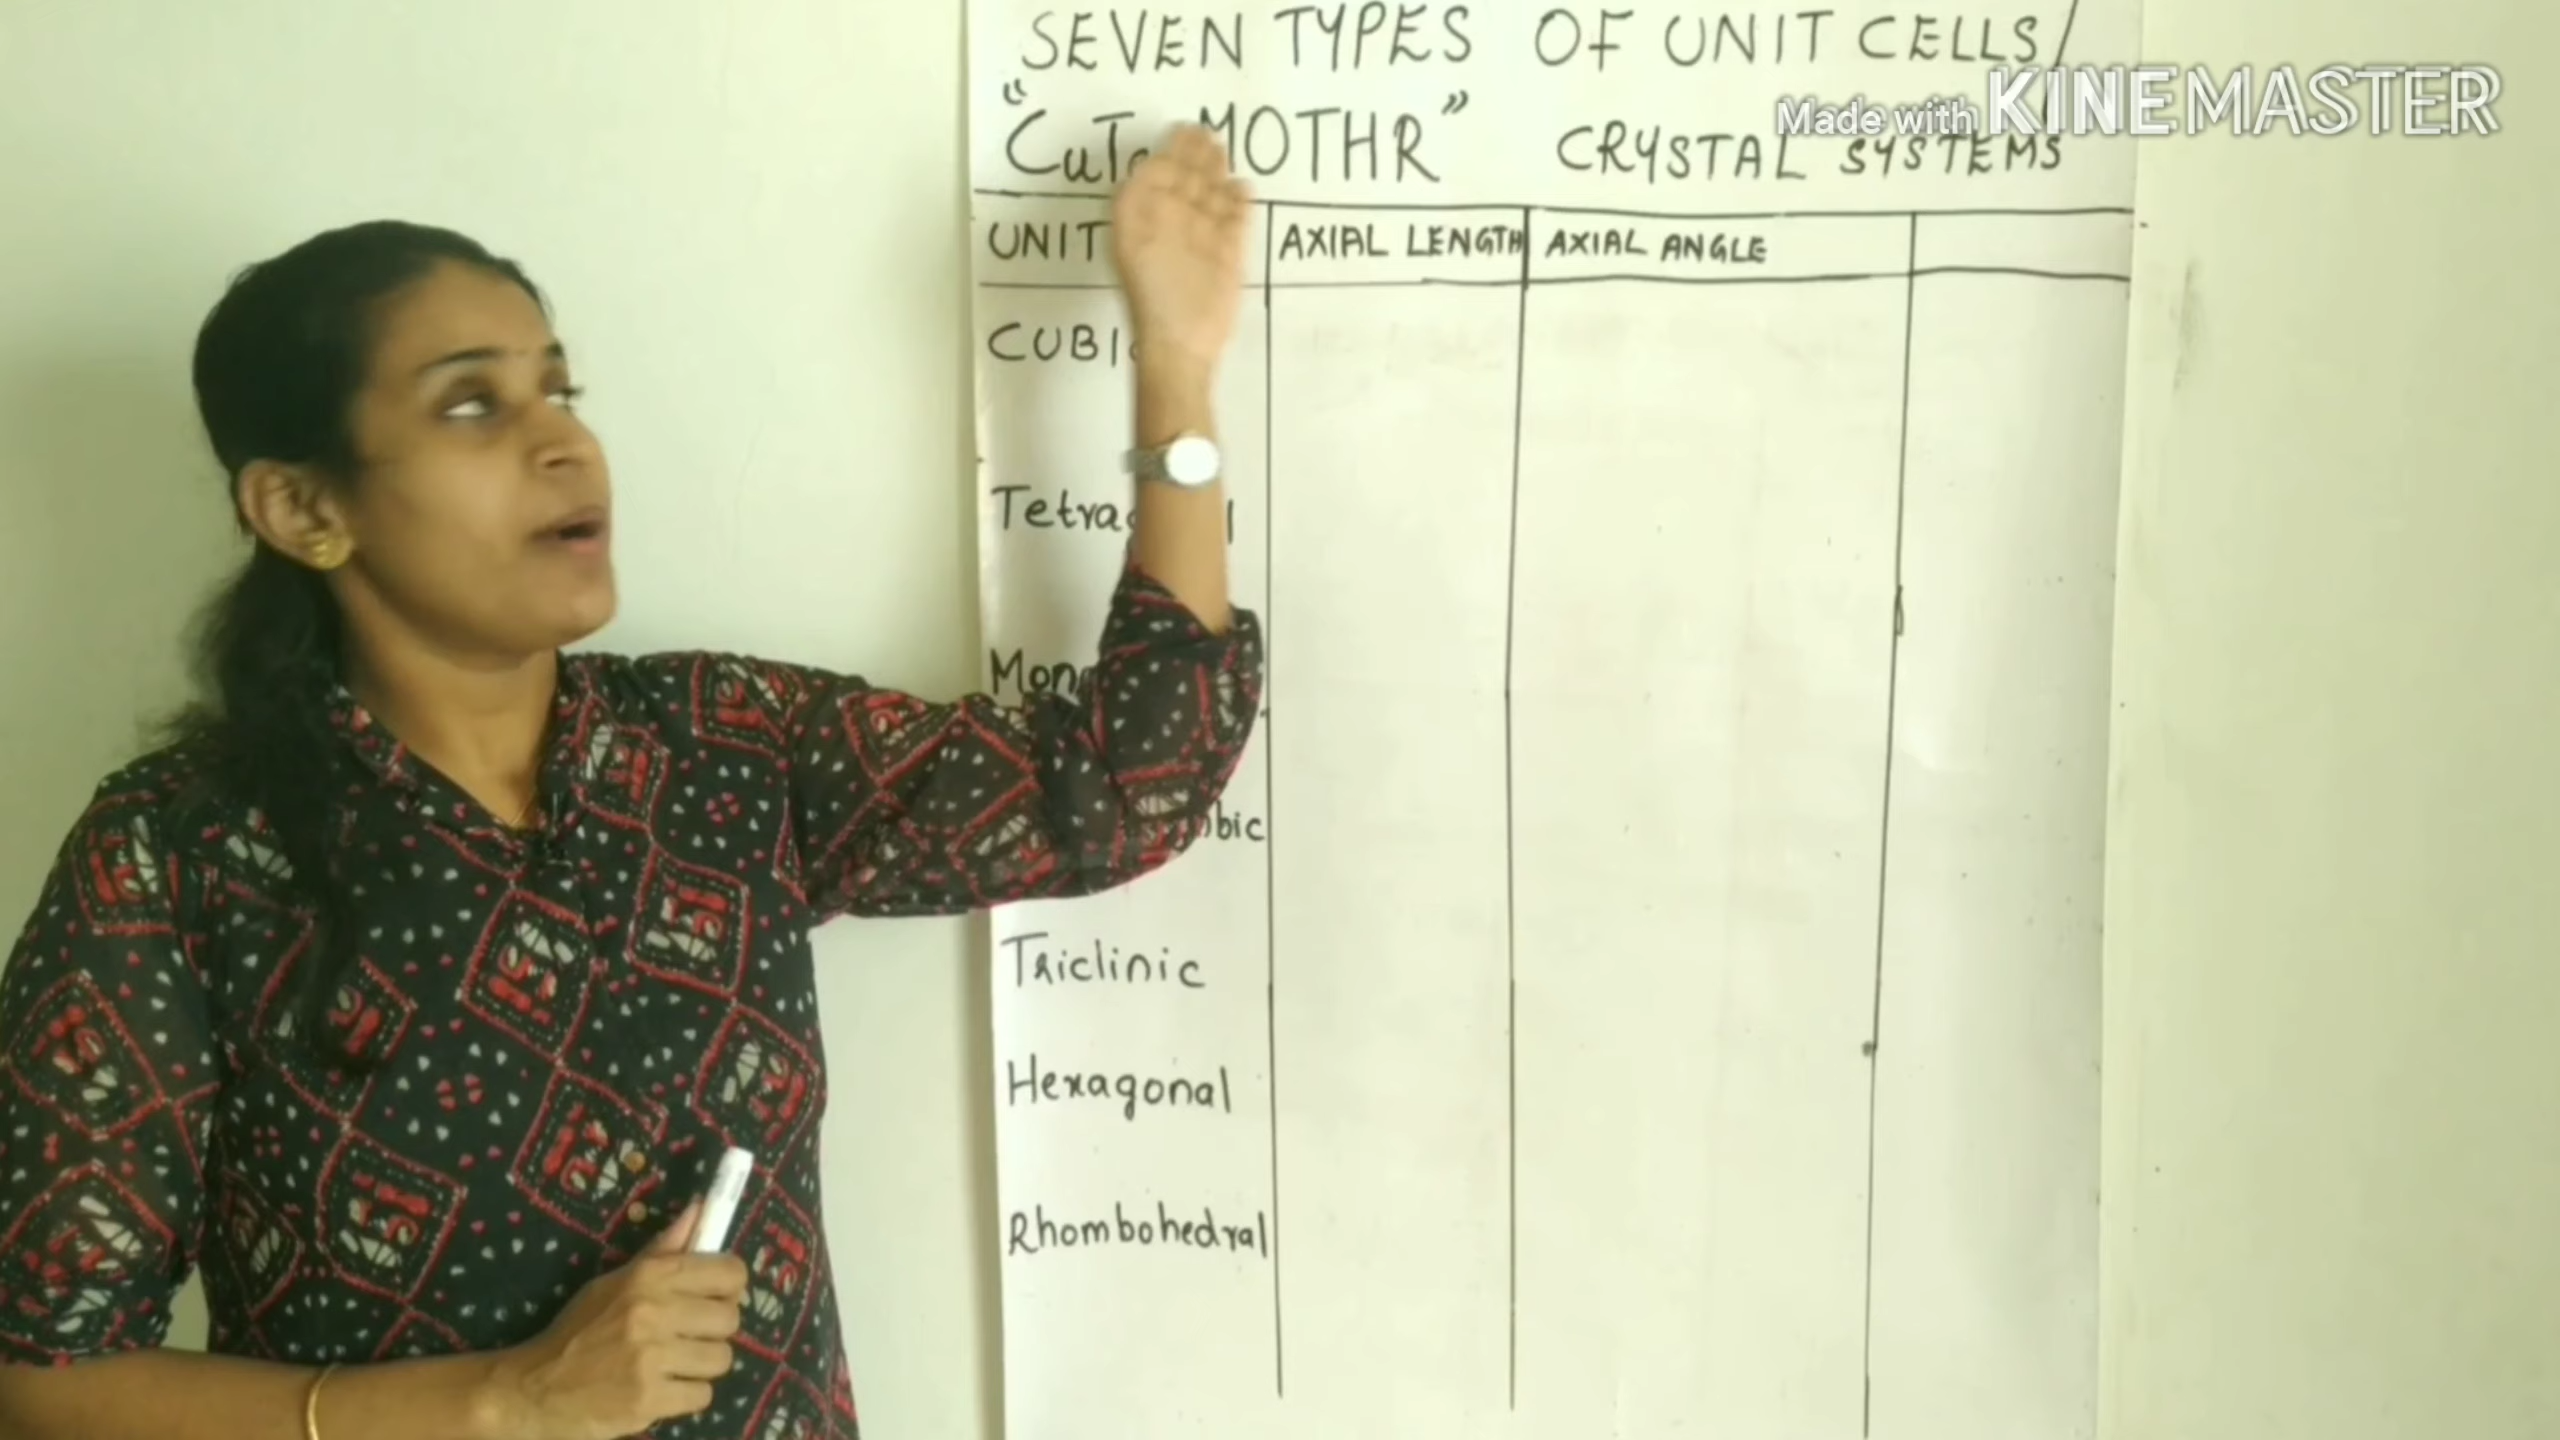 SEVEN TYPES OF UNIT CELLS/
Made with KINEMASTER
" MOTHR" CRYSTAL SYSTEMS
UNIT AXIAL LENGTH AXIAL ANGLE
Triclinic
Hexagonal
Rhombohedral